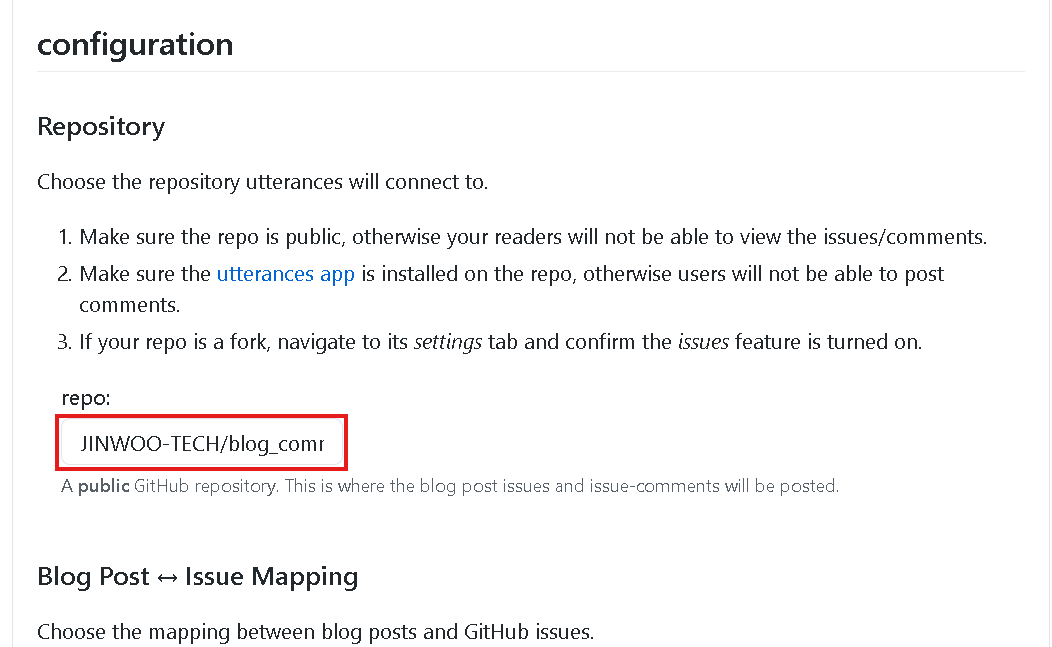 configuration
Repository
Choose the repository utterances will connect to.
1. Make sure the repo is public, otherwise your readers will not be able to view the issues/comments.
2. Make sure the utterances app is installed on the repo, otherwise users will not be able to post
comments.
3. If your repo is a fork, navigate to its settings tab and confirm the issues feature is turned on.
repo:
JINWOO-TECH/blog_comm
A public GitHub repository. This is where the blog post issues and issue-comments will be posted.
Blog Post ↔ Issue Mapping
Choose the mapping between blog posts and GitHub issues.